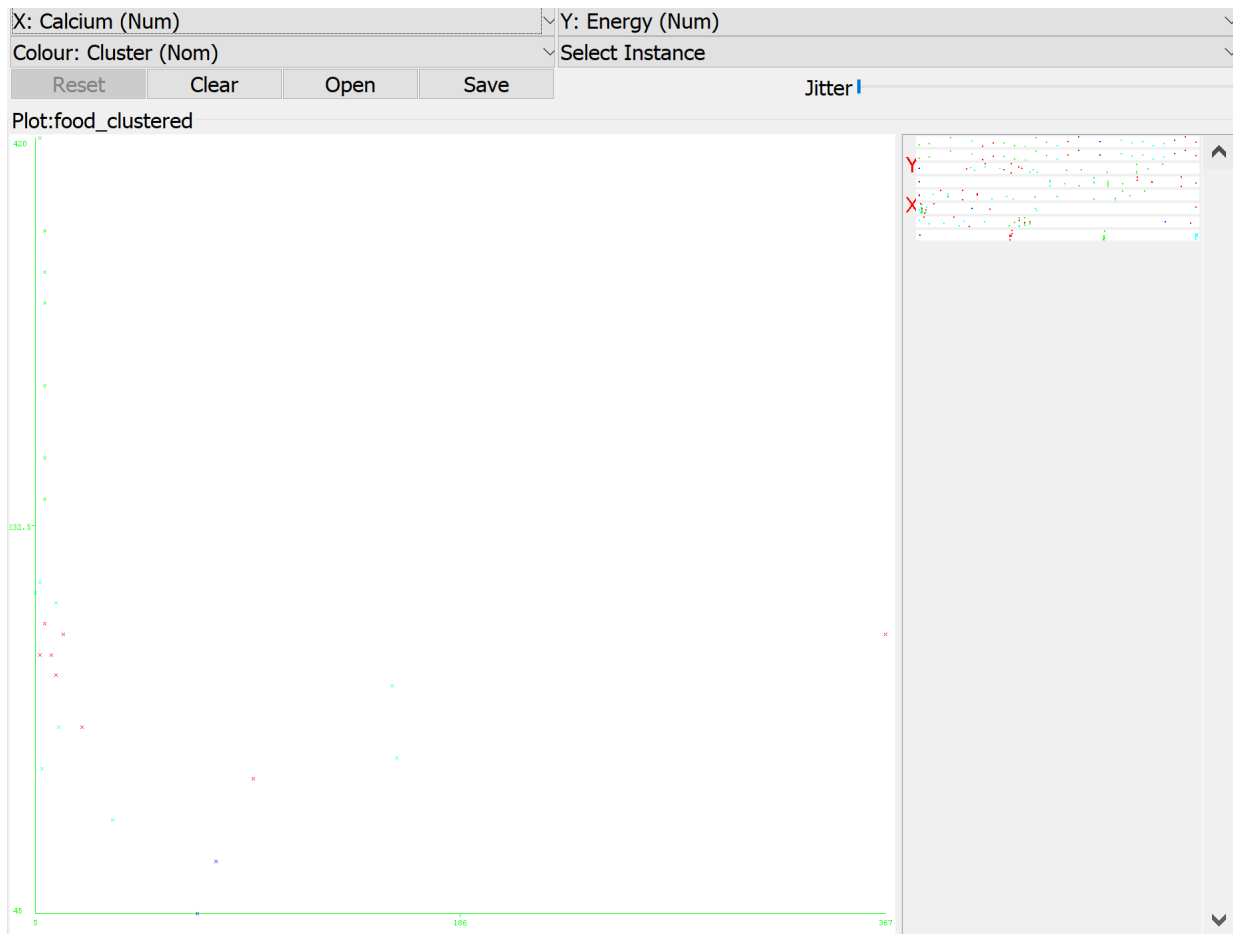 X: Calcium (Num) Y: Energy (Num)
Colour: Cluster (Nom) Select Instance
Reset Clear Open Save Jitter
Plot:food_clustered
420
Y
X
232.5
45
5 186 367